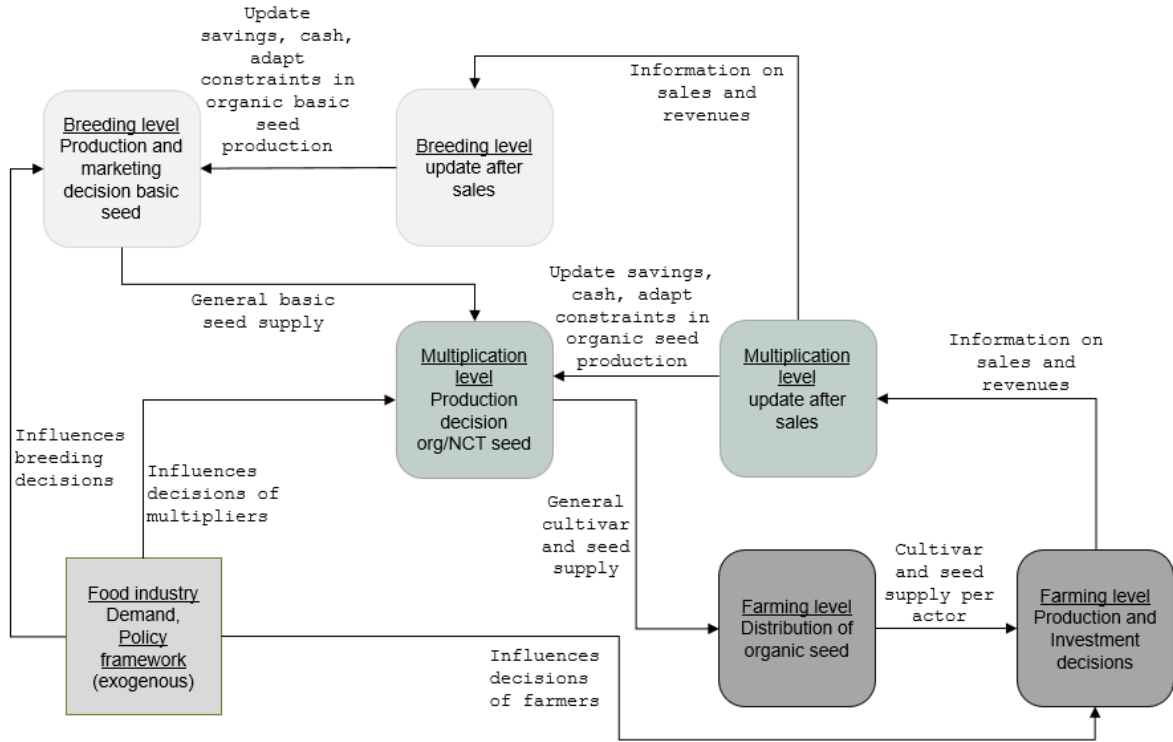 Update
savings, cash,
adapt
constraints in
organic basic
seed
production
Information on
sales and
revenues
Breeding level
Production and
marketing
decision basic
seed
Breeding level
update after
sales
General basic
seed supply
Update savings,
cash, adapt
constraints in
organic seed
production
Information on
sales and
revenues
Multiplication
level
Production
decision
org/NCT seed
Multiplication
level
update after
sales
Influences
breeding
decisions
Influences
decisions of
multipliers
General
cultivar
and seed
supply
Cultivar
and seed
supply per
actor
Food industry
Demand,
Policy
framework
(exogenous)
Farming level
Distribution of
organic seed
Farming level
Production and
Investment
decisions
Influences
decisions
of farmers